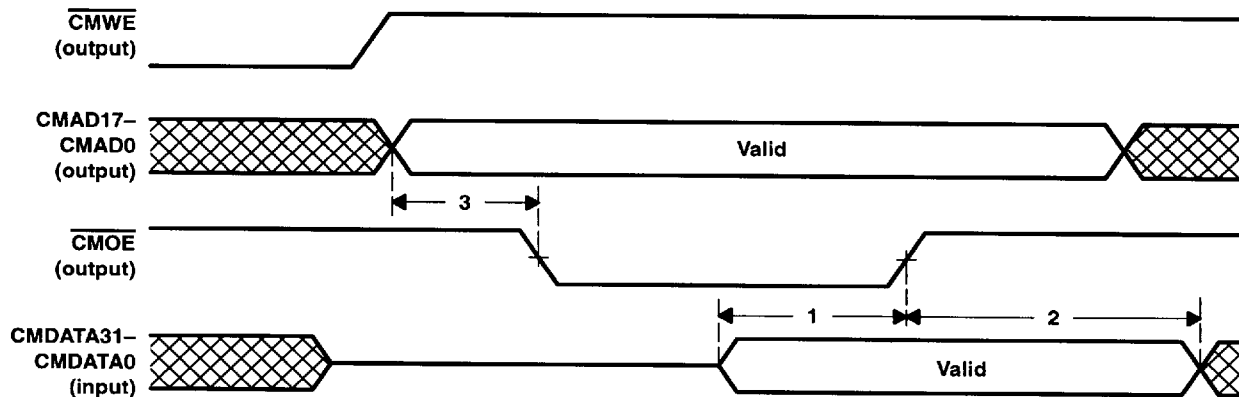 CMWE
(output)
CMAD17–
CMAD0
(output)
Valid
3
CMOE
(output)
1
2
CMDATA31–
CMDATA0
(input)
Valid